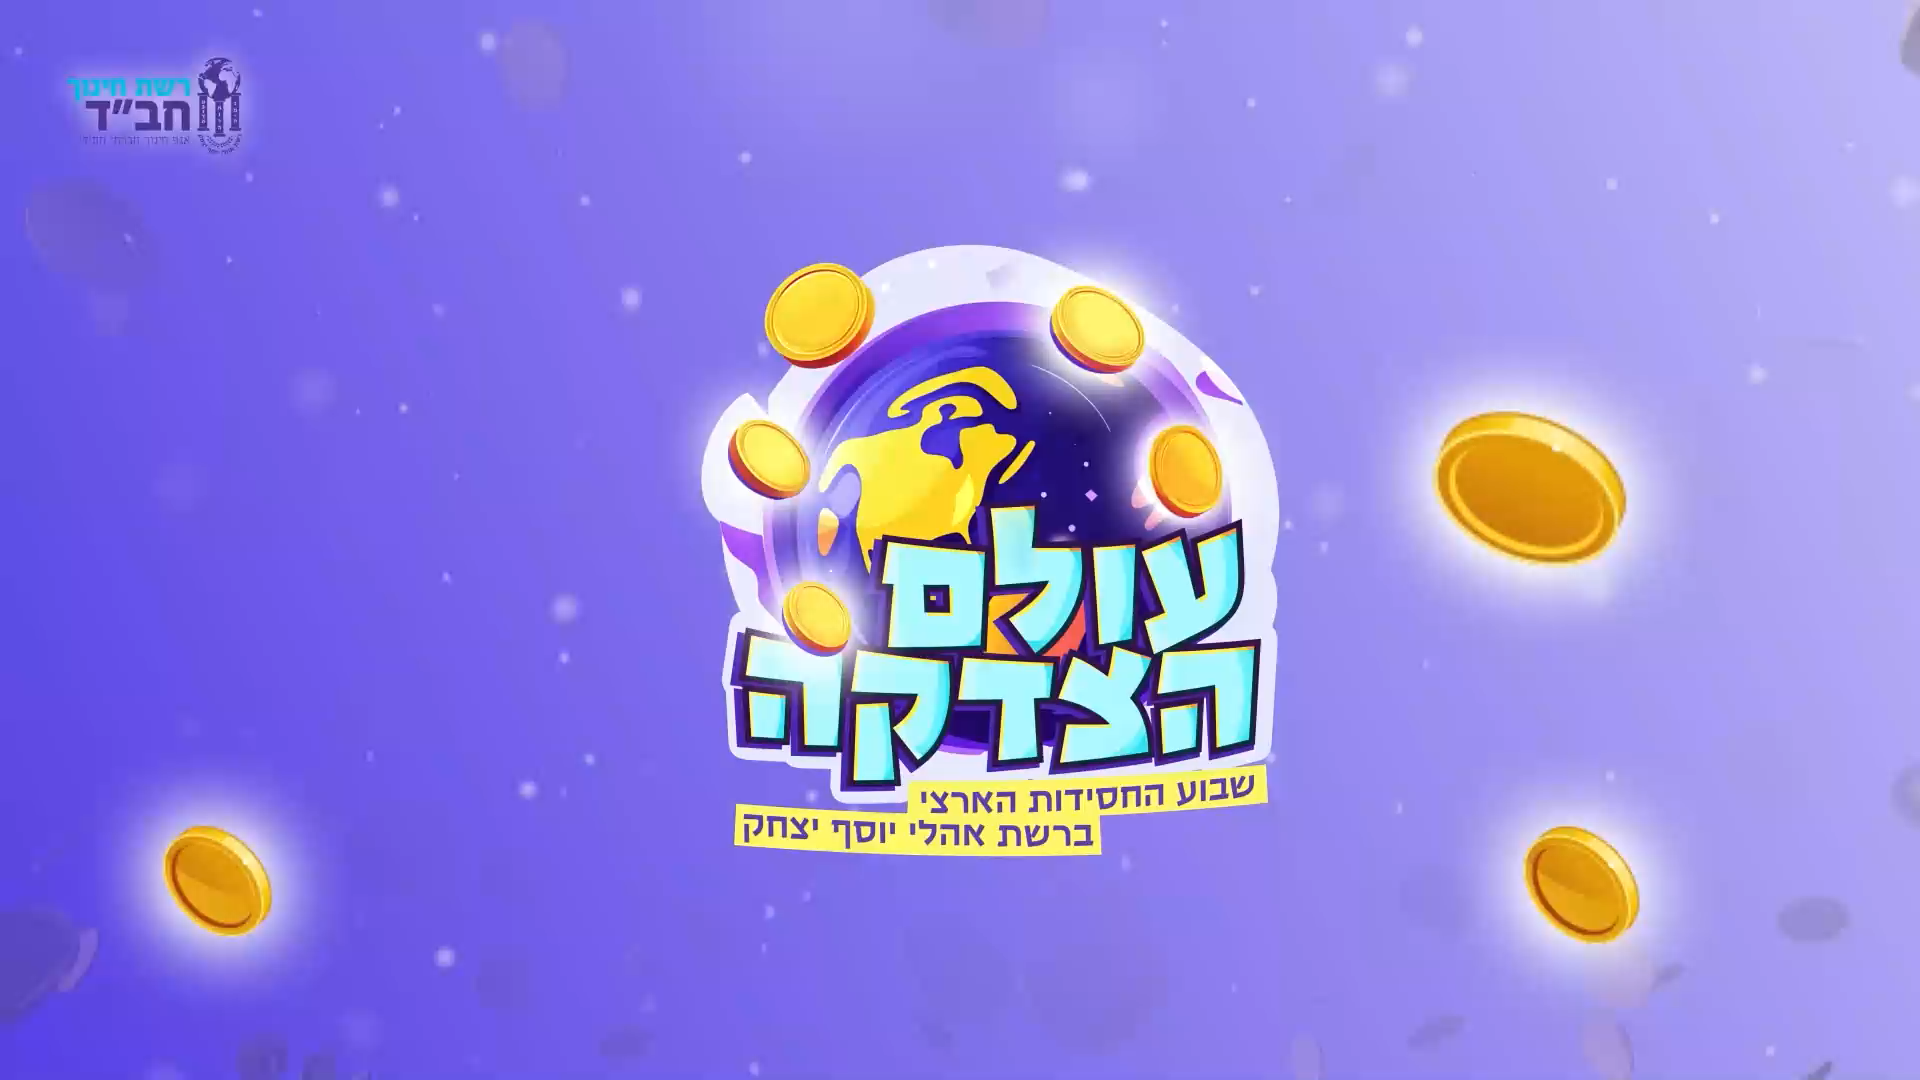 רשת חינוך
חב"ד
עולם
הצדקה
שבוע החסידות הארצי
ברשת אהלי יוסף יצחק